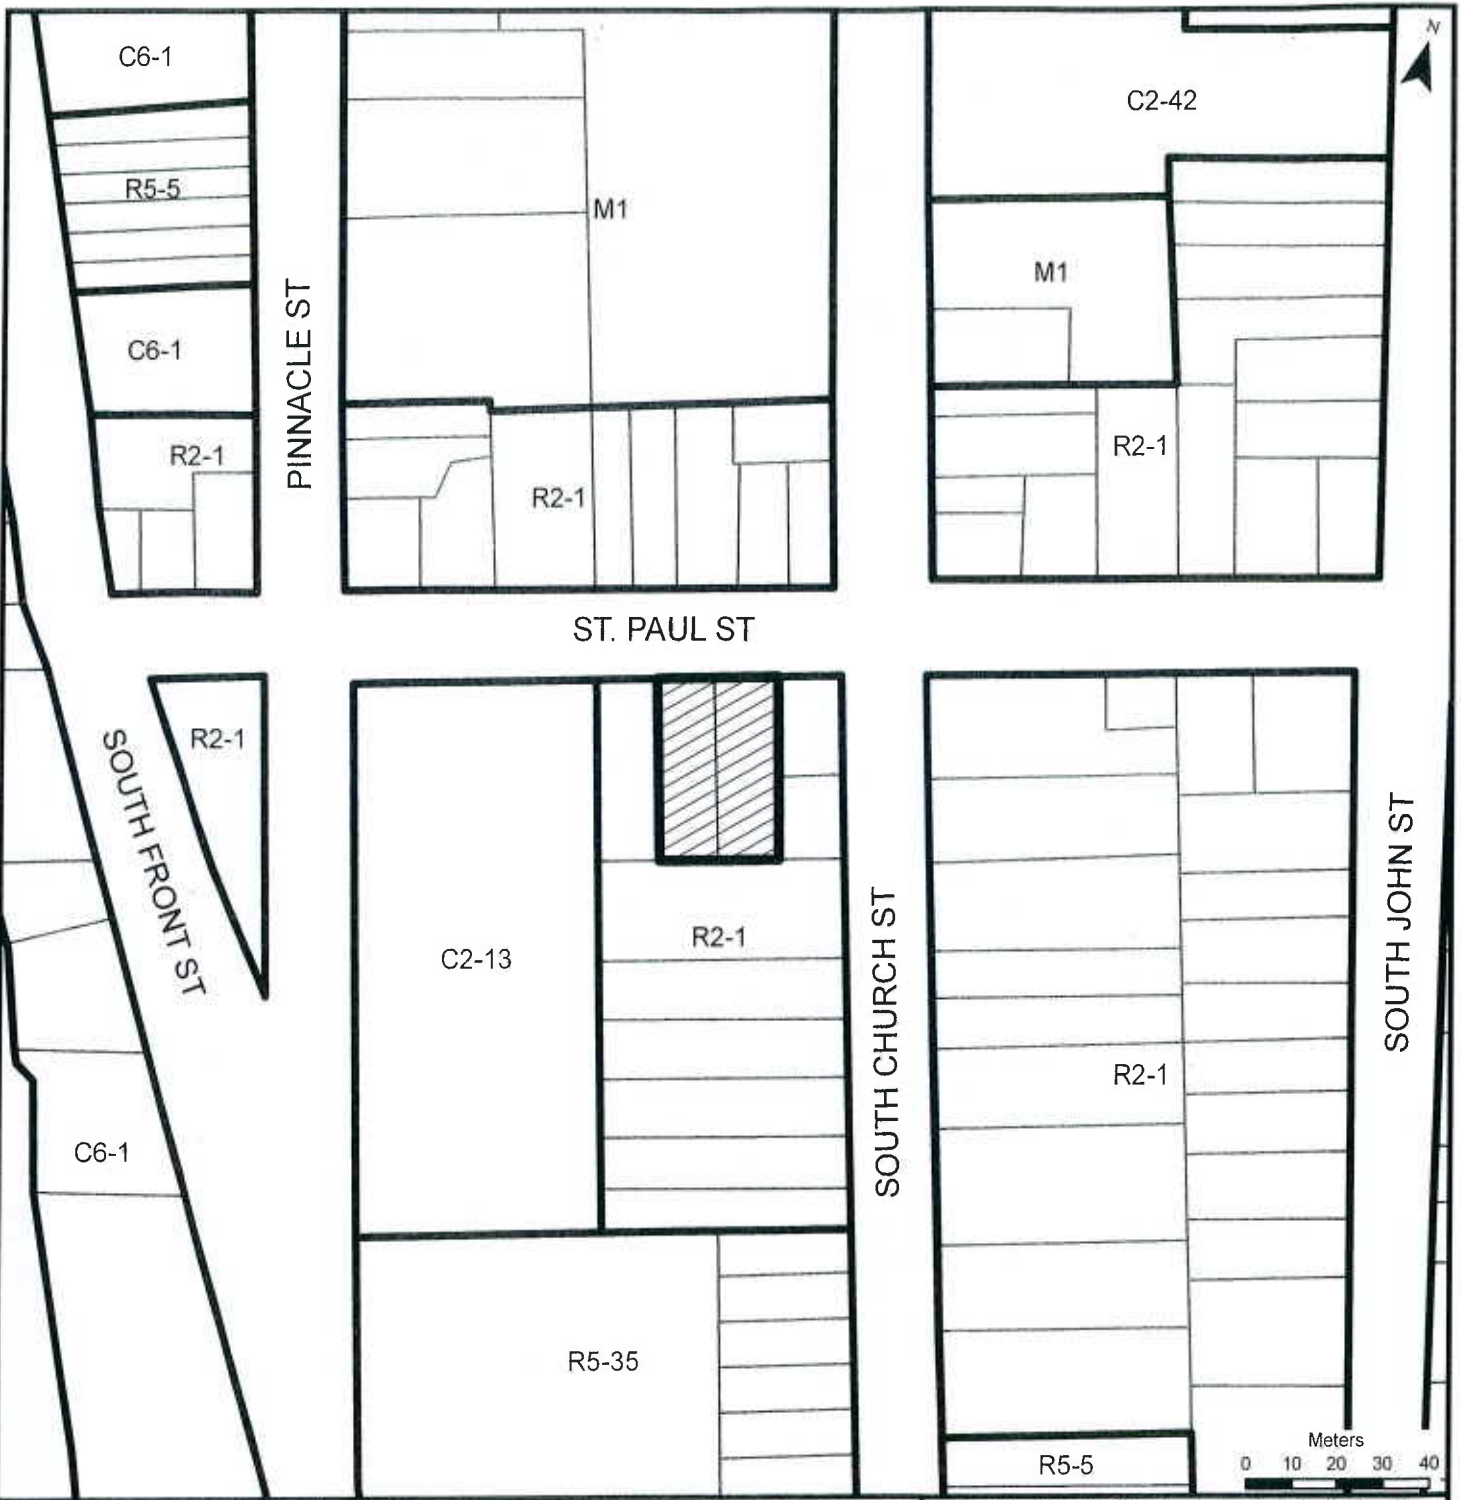 N
C6-1
C2-42
R5-5
M1
M1
C6-1
PINNACLE ST
R2-1
R2-1
R2-1
ST. PAUL ST
R2-1
SOUTH FRONT ST
C2-13
R2-1
SOUTH CHURCH ST
SOUTH JOHN ST
R2-1
C6-1
R5-35
R5-5
Meters
0 10 20 30 40